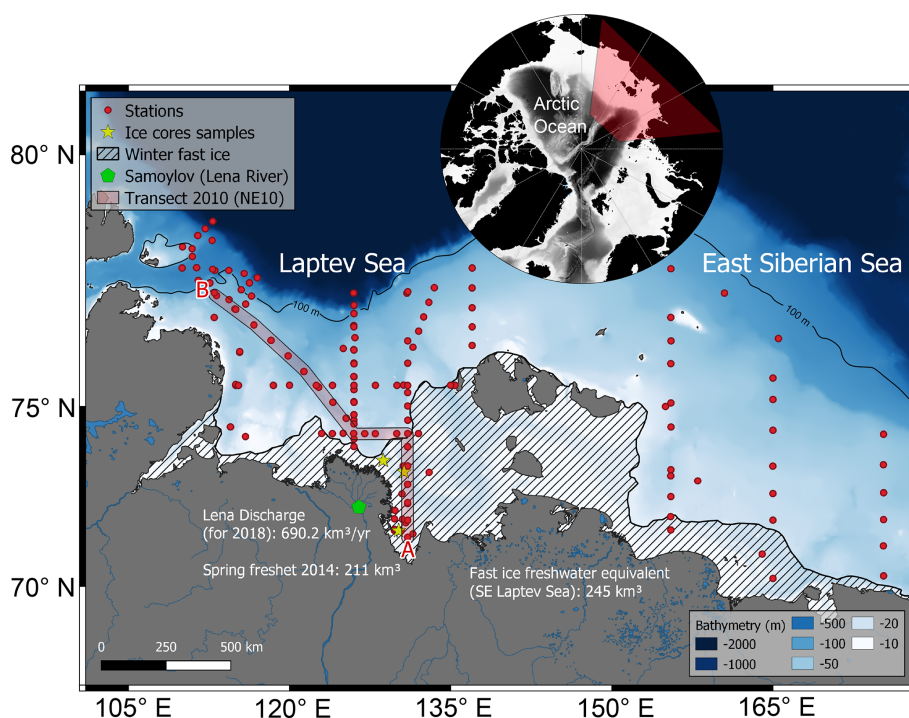 Arctic
Ocean
Stations
Ice cores samples
Winter fast ice
Samoylov (Lena River)
Transect 2010 (NE10)
80° N
75° N
70° N
Laptev Sea
East Siberian Sea
B
100 m
100 m
A
Lena Discharge
(for 2018): 690.2 km³/yr
Spring freshet 2014: 211 km³
Fast ice freshwater equivalent
(SE Laptev Sea): 245 km³
0 250 500 km
Bathymetry (m)
-2000
-1000
-500
-100
-50
-20
-10
105° E 120° E 135° E 150° E 165° E